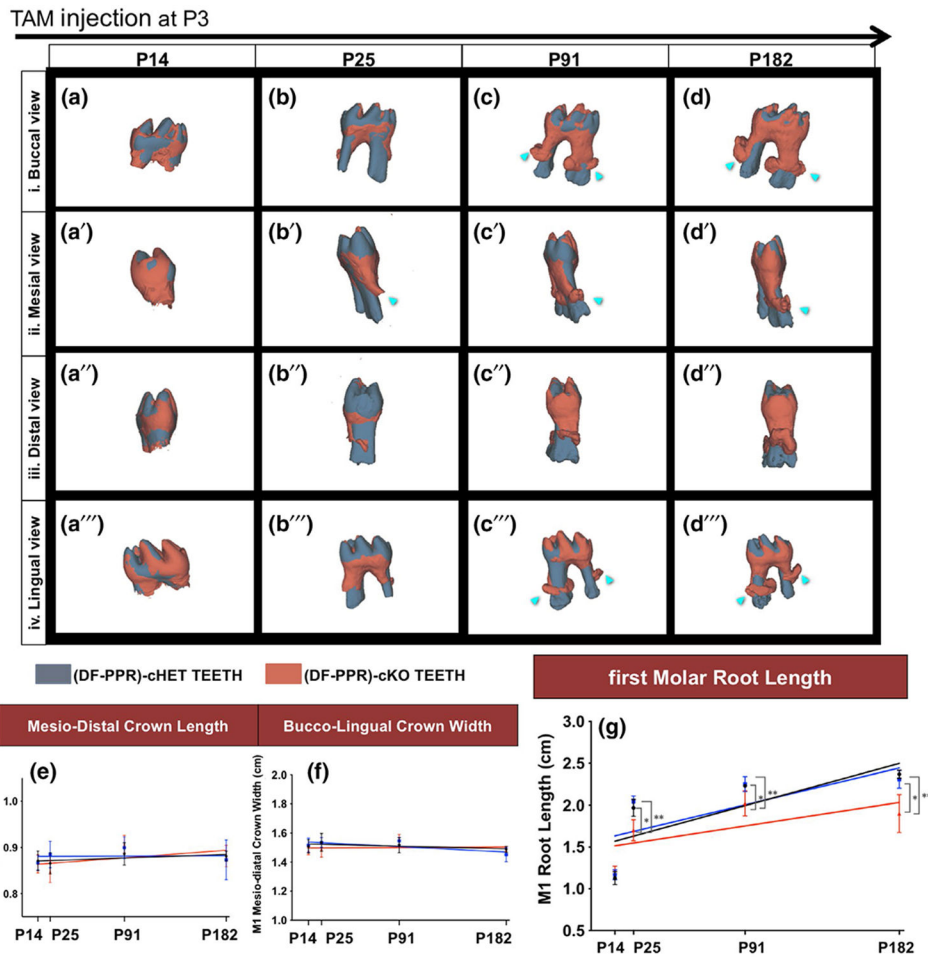 TAM injection at P3
P14 P25 P91 P182
i. Buccal view
(a) (b) (c) (d)
ii. Mesial view
(a′) (b′) (c′) (d′)
iii. Distal view
(a″) (b″) (c″) (d″)
iv. Lingual view
(a‴) (b‴) (c‴) (d‴)
(DF-PPR)-cHET TEETH (DF-PPR)-cKO TEETH
first Molar Root Length
Mesio-Distal Crown Length
Bucco-Lingual Crown Width
(e)
1.0
0.9
0.8
P14 P25 P91 P182
(f)
M1 Mesio-diatal Crown Width (cm)
2.0
1.8
1.6
1.4
1.2
1.0
P14 P25 P91 P182
(g)
M1 Root Length (cm)
3.0
2.5
2.0
1.5
1.0
0.5
* **
* **
* **
P14 P25 P91 P182